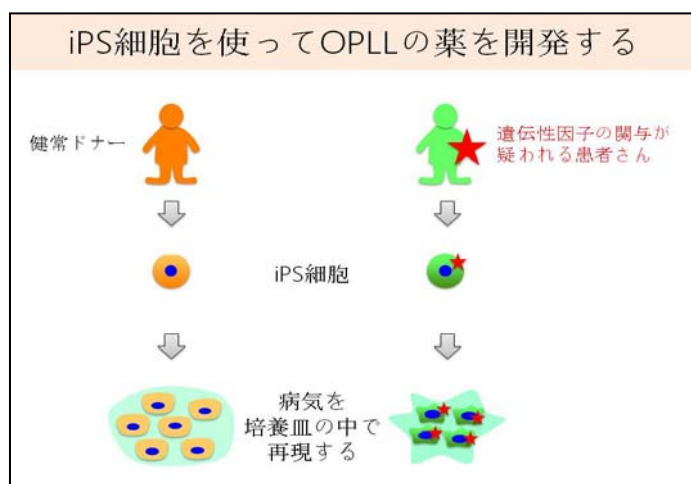 iPS細胞を使ってOPLLの薬を開発する
健常ドナー
遺伝性因子の関与が
疑われる患者さん
iPS細胞
病気を
培養皿の中で
再現する